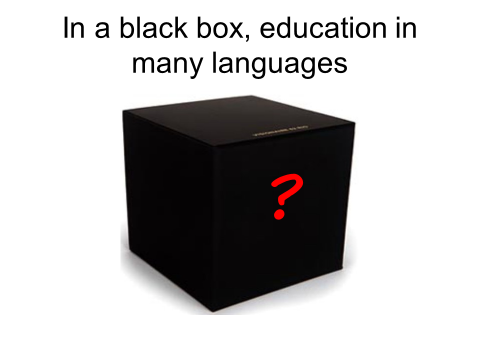 In a black box, education in
many languages
?